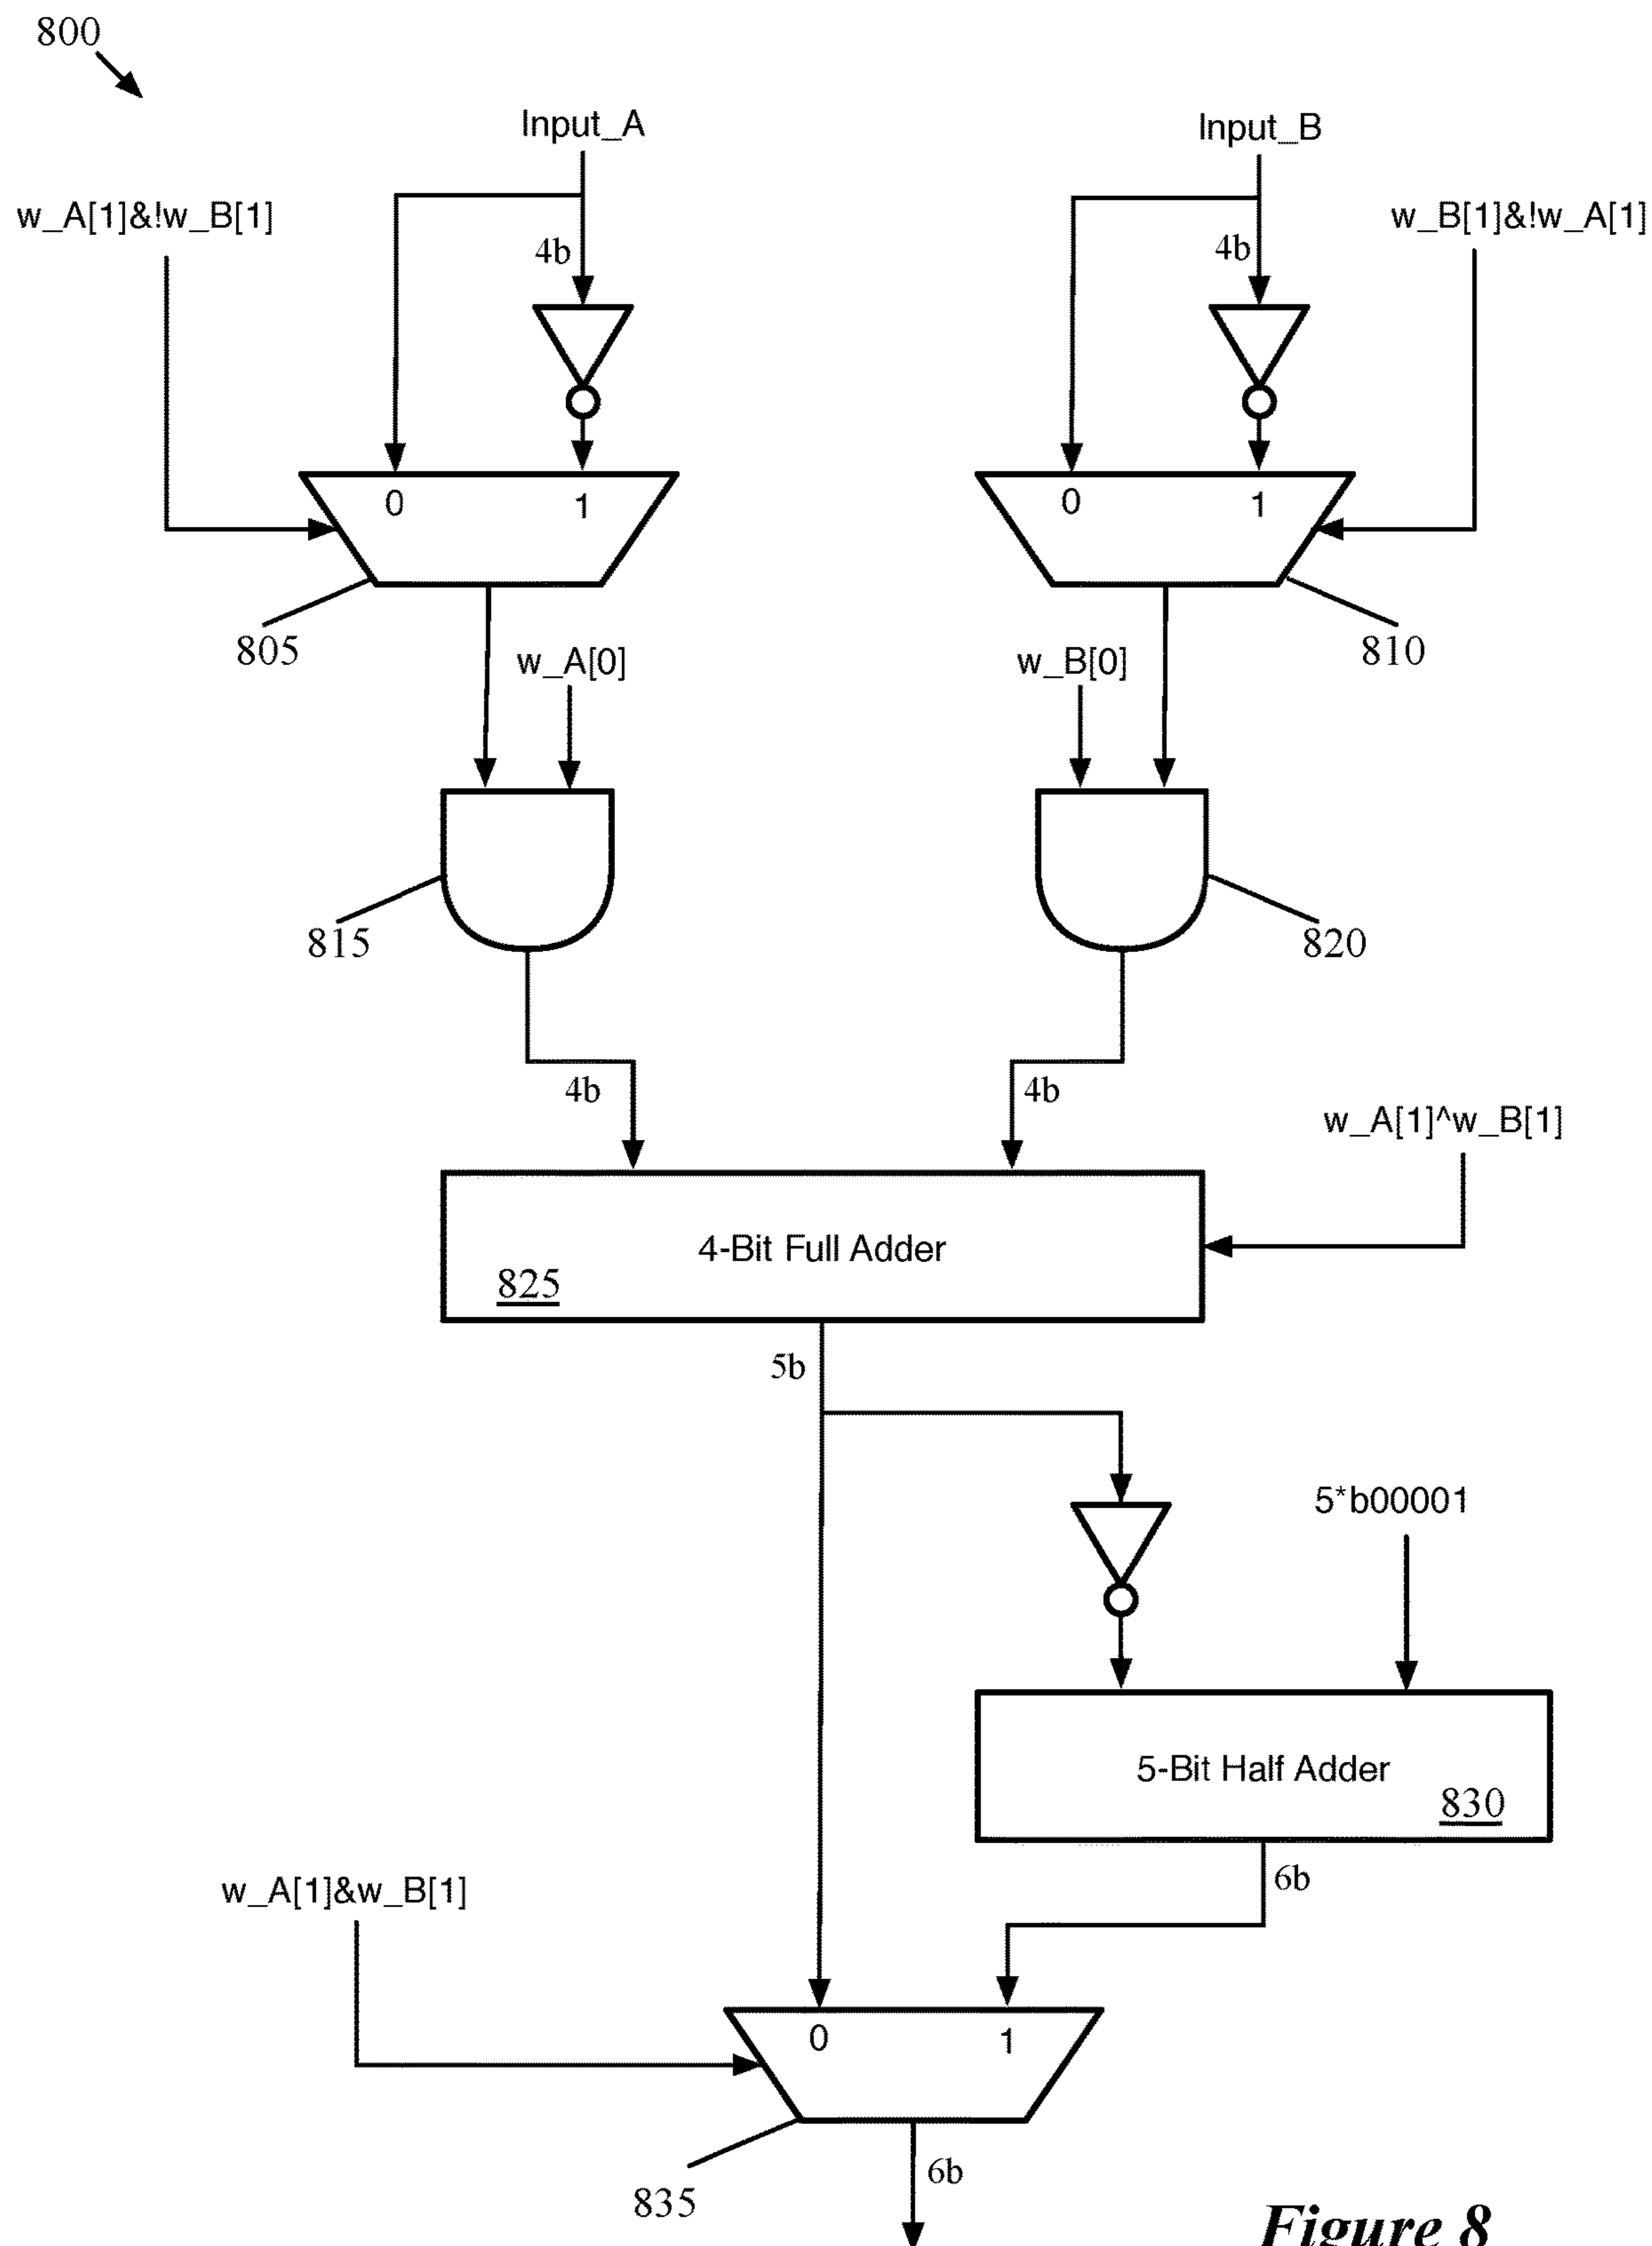 800
Input_A
Input_B
w_A[1]&!w_B[1]
w_B[1]&!w_A[1]
4b
4b
0 1
0 1
805
w_A[0]
w_B[0]
810
815
820
4b
4b
w_A[1]^w_B[1]
4-Bit Full Adder
825
5b
5*b00001
5-Bit Half Adder
830
6b
w_A[1]&w_B[1]
0 1
6b
835
Figure 8